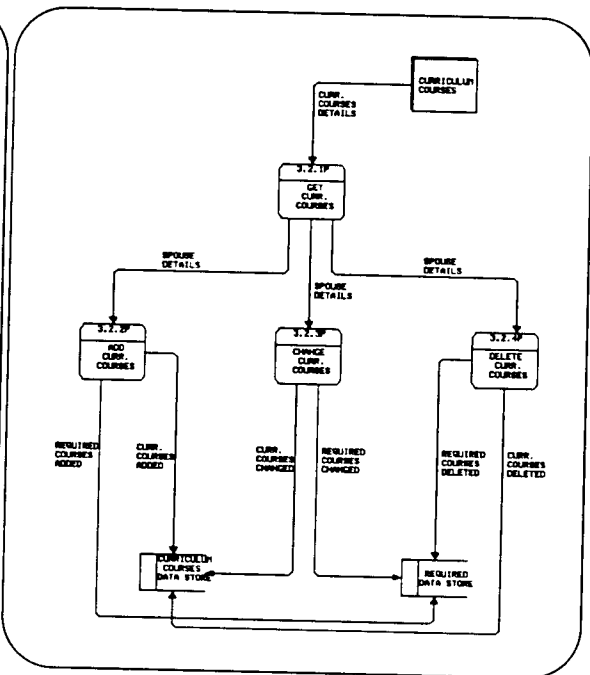 CURRICULUM
COURSES
CURR.
COURSES
DETAILS
3.2.1P
GET
CURR.
COURSES
SPOUSE
DETAILS
SPOUSE
DETAILS
SPOUSE
DETAILS
3.2.2P
ADD
CURR.
COURSES
3.2.3P
CHANGE
CURR.
COURSES
3.2.4P
DELETE
CURR.
COURSES
REQUIRED
COURSES
ADDED
CURR.
COURSES
ADDED
CURR.
COURSES
CHANGED
REQUIRED
COURSES
CHANGED
REQUIRED
COURSES
DELETED
CURR.
COURSES
DELETED
CURRICULUM
COURSES
DATA STORE
REQUIRED
DATA STORE